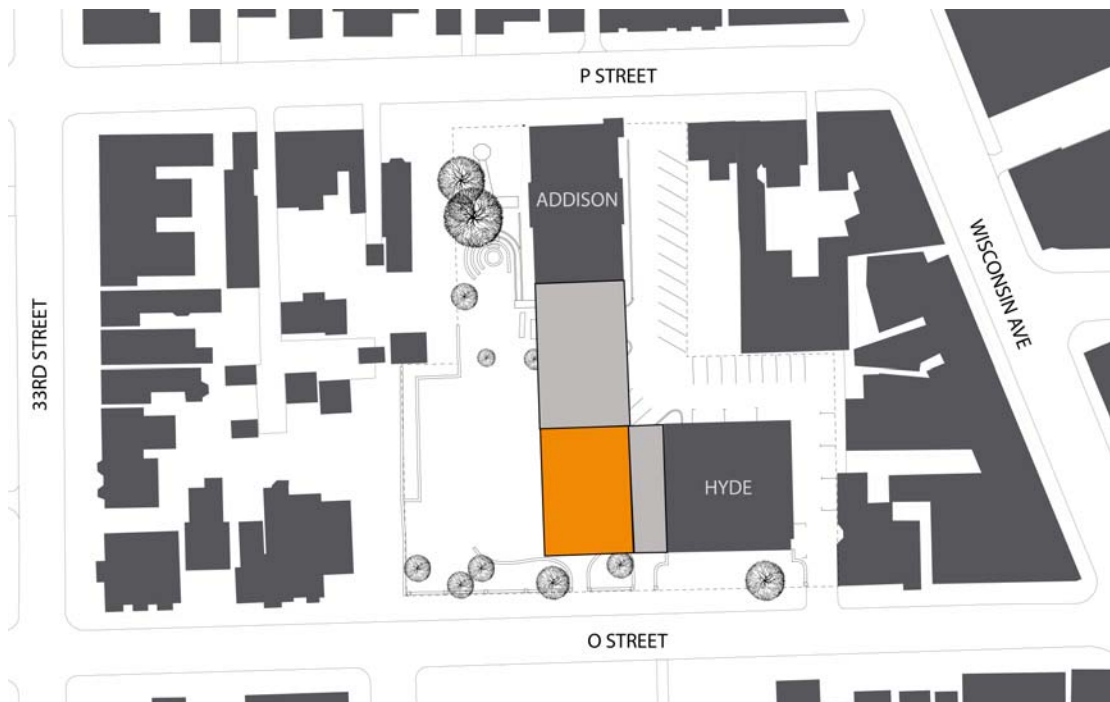 P STREET
ADDISON
WISCONSIN AVE
33RD STREET
HYDE
O STREET